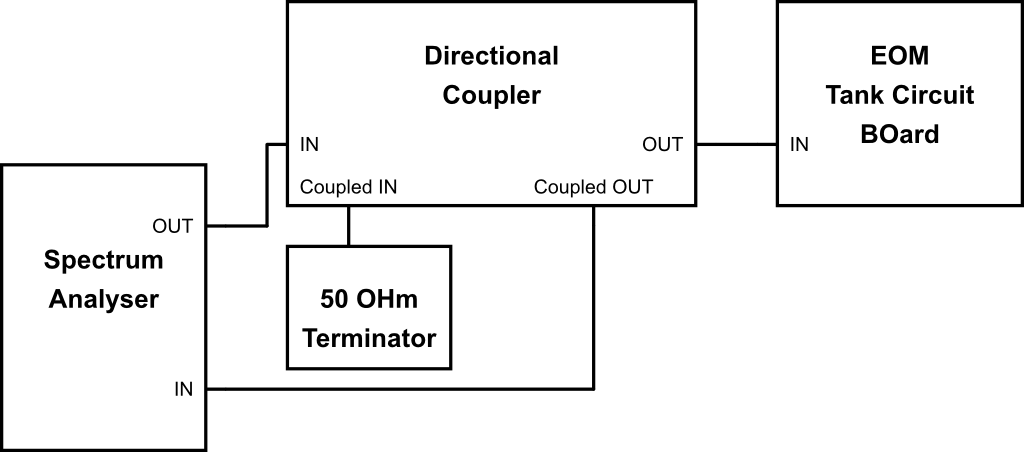 Directional
Coupler
IN
OUT
Coupled IN
Coupled OUT
EOM
Tank Circuit
BOard
IN
OUT
Spectrum
Analyser
IN
50 OHm
Terminator